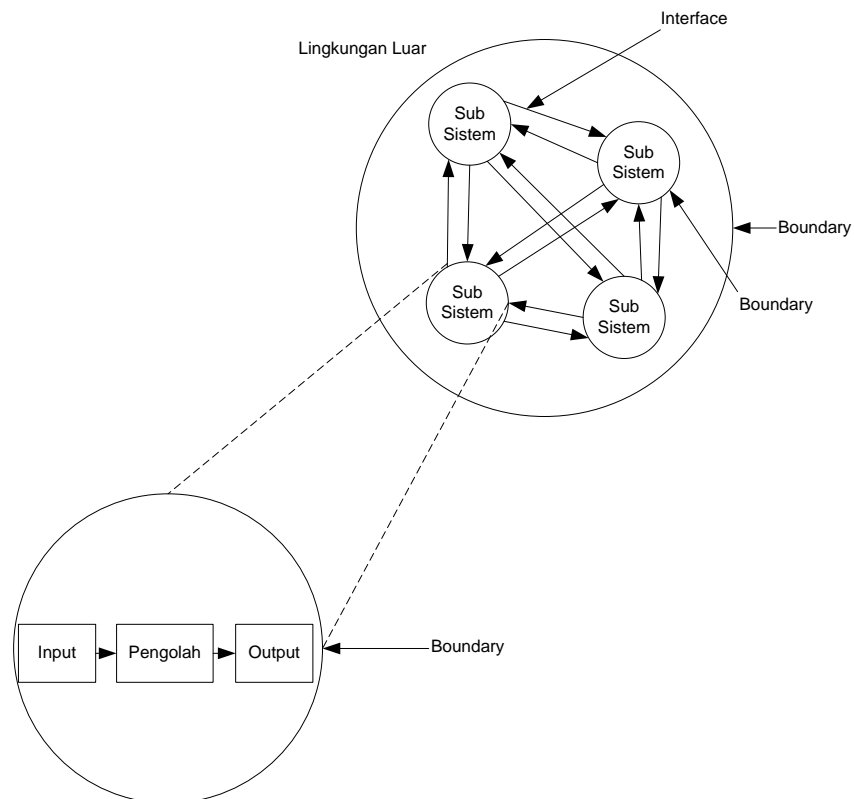 Interface
Lingkungan Luar
Sub
Sistem
Sub
Sistem
Boundary
Sub
Sistem
Boundary
Sub
Sistem
Input
Pengolah
Output
Boundary